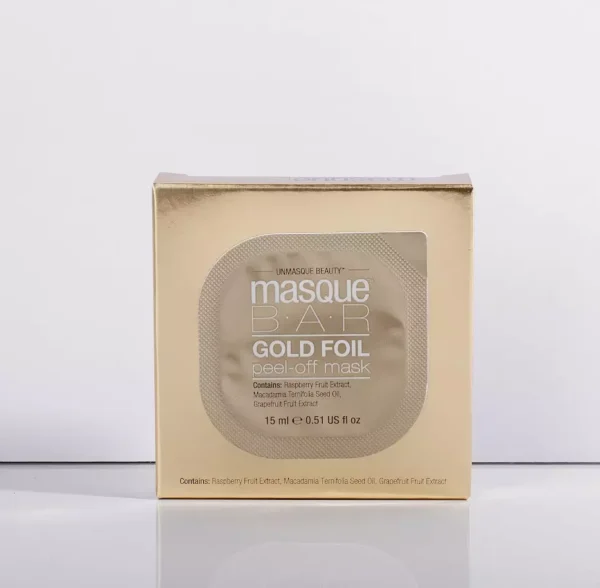 UNMASQUE BEAUTY™
masque
B·A·R
GOLD FOIL
peel-off mask
Contains: Raspberry Fruit Extract,
Macadamia Ternifolia Seed Oil,
Grapefruit Fruit Extract
15 ml ℮ 0.51 US fl oz
Contains: Raspberry Fruit Extract, Macadamia Ternifolia Seed Oil, Grapefruit Fruit Extract